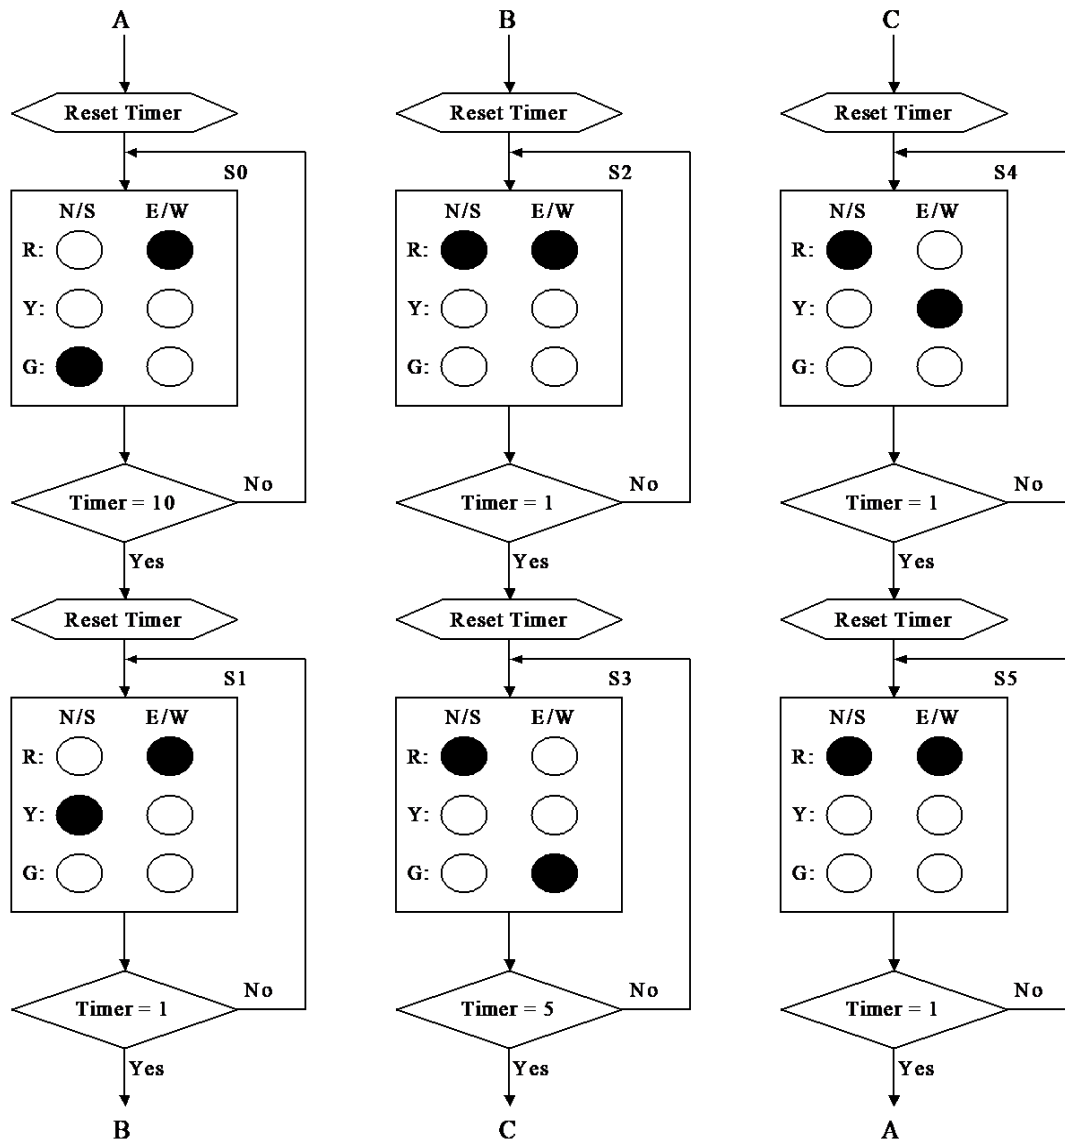 A
Reset Timer
S0
N/S E/W
R:
Y:
G:
Timer = 10
No
Yes
Reset Timer
S1
N/S E/W
R:
Y:
G:
Timer = 1
No
Yes
B
B
Reset Timer
S2
N/S E/W
R:
Y:
G:
Timer = 1
No
Yes
Reset Timer
S3
N/S E/W
R:
Y:
G:
Timer = 5
No
Yes
C
C
Reset Timer
S4
N/S E/W
R:
Y:
G:
Timer = 1
No
Yes
Reset Timer
S5
N/S E/W
R:
Y:
G:
Timer = 1
No
Yes
A